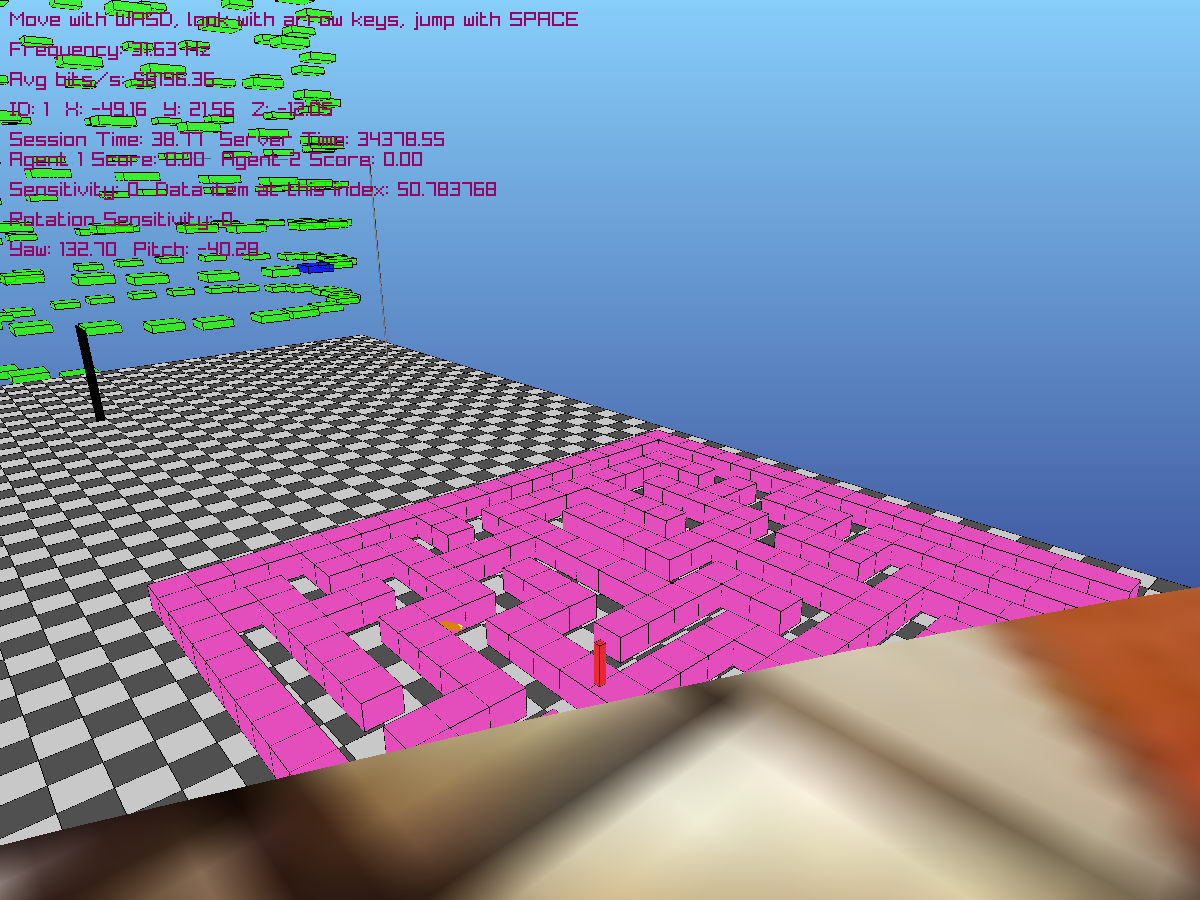 Move with WASD, look with arrow keys, jump with SPACE
Frequency: 31.63 Hz
Avg bits/s: 58196.36
ID: 1 X: -49.16 Y: 21.56 Z: -12.05
Session Time: 38.77 Server Time: 34378.55
Agent 1 Score: 0.00 Agent 2 Score: 0.00
Sensitivity: 0 Data item at this index: 50.783768
Rotation Sensitivity: 0
Yaw: 132.70 Pitch: -40.28